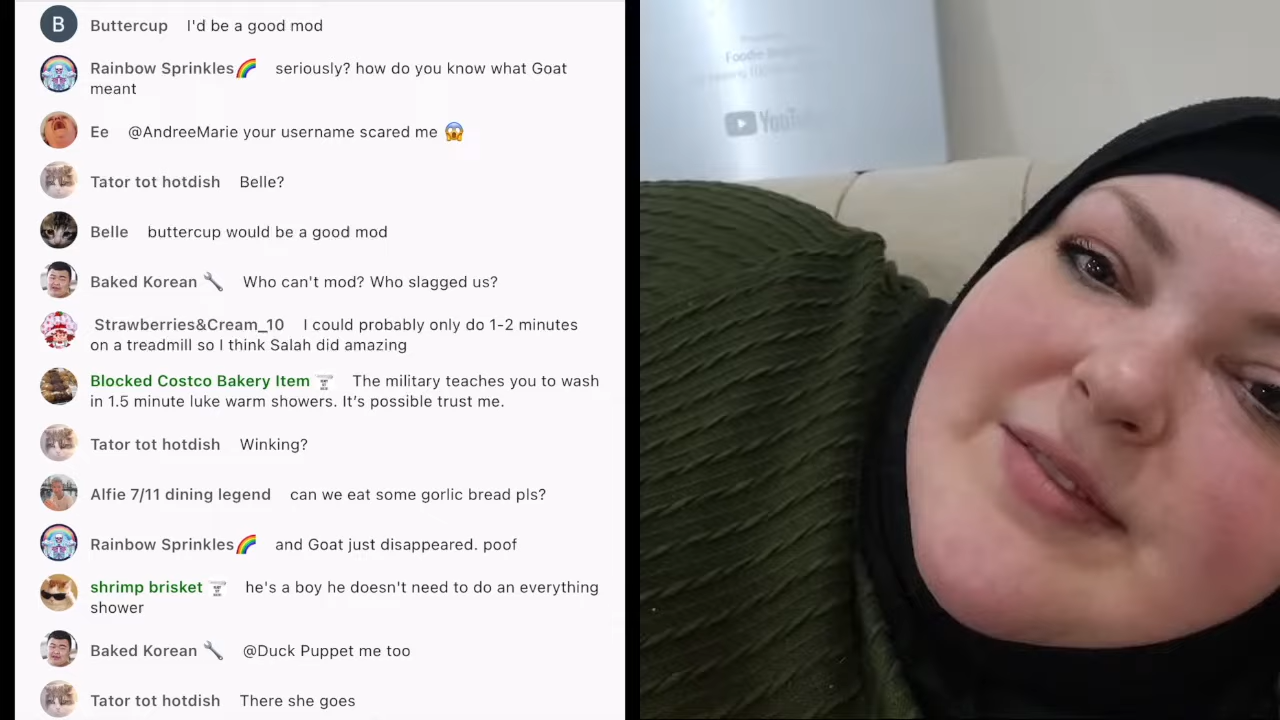 B Buttercup I'd be a good mod
Rainbow Sprinkles🌈 seriously? how do you know what Goat
meant
Ee @AndreeMarie your username scared me 😱
Tator tot hotdish Belle?
Belle buttercup would be a good mod
Baked Korean 🔧 Who can't mod? Who slagged us?
Strawberries&Cream_10 I could probably only do 1-2 minutes
on a treadmill so I think Salah did amazing
Blocked Costco Bakery Item The military teaches you to wash
in 1.5 minute luke warm showers. It’s possible trust me.
Tator tot hotdish Winking?
Alfie 7/11 dining legend can we eat some gorlic bread pls?
Rainbow Sprinkles🌈 and Goat just disappeared. poof
shrimp brisket he's a boy he doesn't need to do an everything
shower
Baked Korean 🔧 @Duck Puppet me too
Tator tot hotdish There she goes
Foodie
YouTube